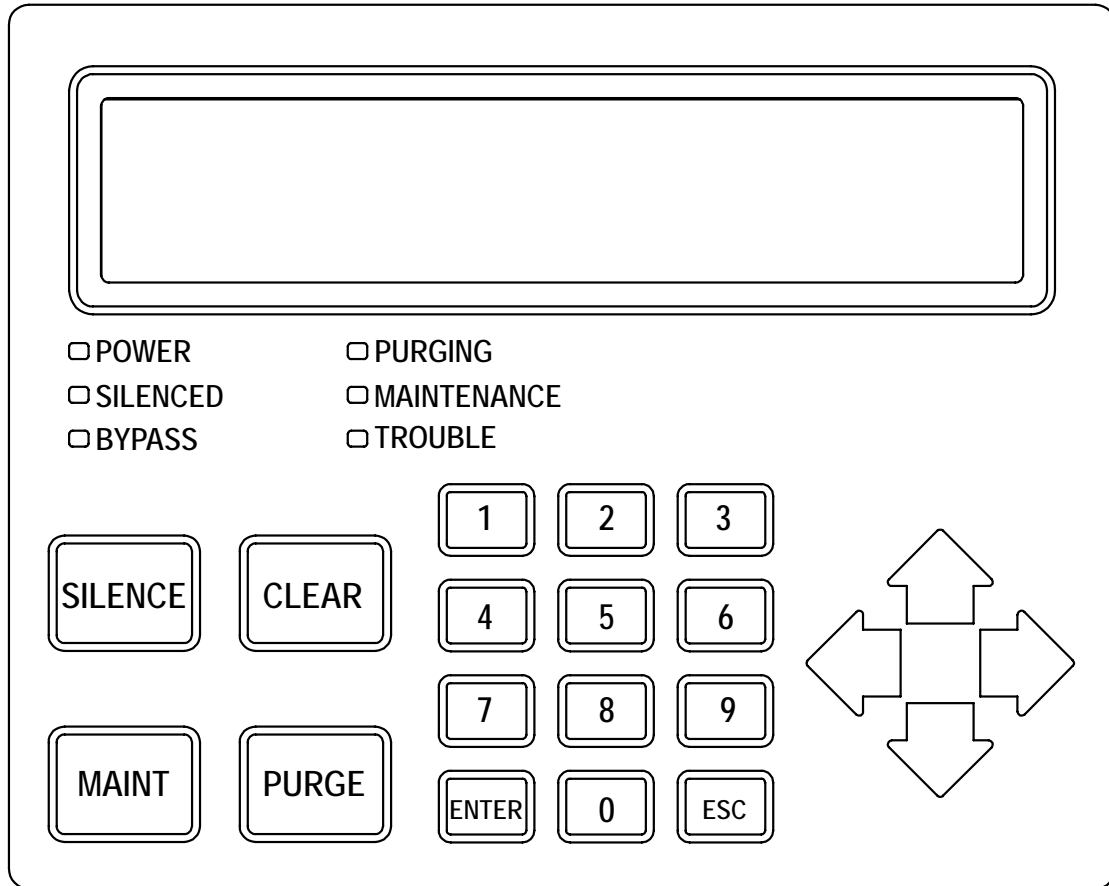 POWER PURGING
SILENCED MAINTENANCE
BYPASS TROUBLE
1 2 3
SILENCE CLEAR
4 5 6
7 8 9
MAINT PURGE
ENTER 0 ESC